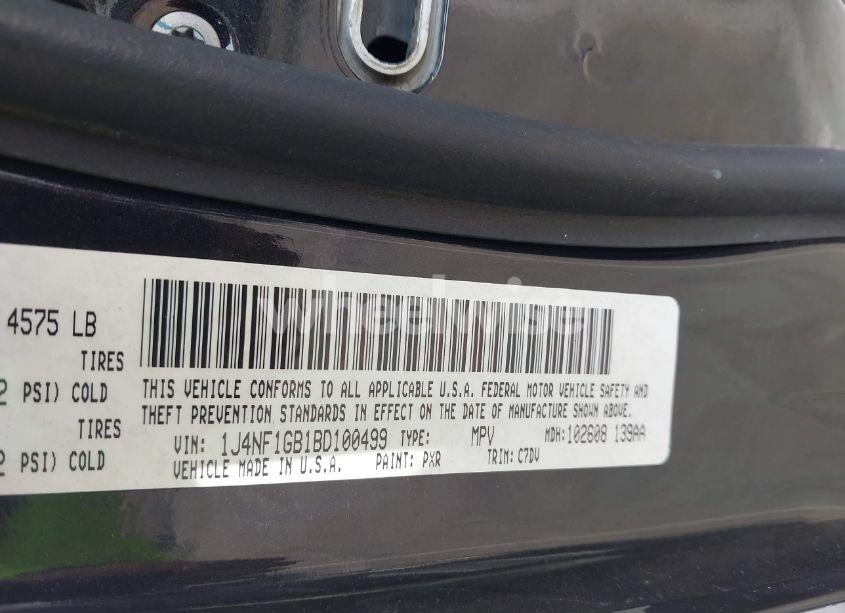 wheelwise
4575 LB
TIRES
PSI) COLD
TIRES
PSI) COLD
THIS VEHICLE CONFORMS TO ALL APPLICABLE U.S.A. FEDERAL MOTOR VEHICLE SAFETY AND
THEFT PREVENTION STANDARDS IN EFFECT ON THE DATE OF MANUFACTURE SHOWN ABOVE.
VIN: 1J4NF1GB1BD100499 TYPE: MPV MDH:102608 139AA
VEHICLE MADE IN U.S.A. PAINT: PXR TRIM: C7DV